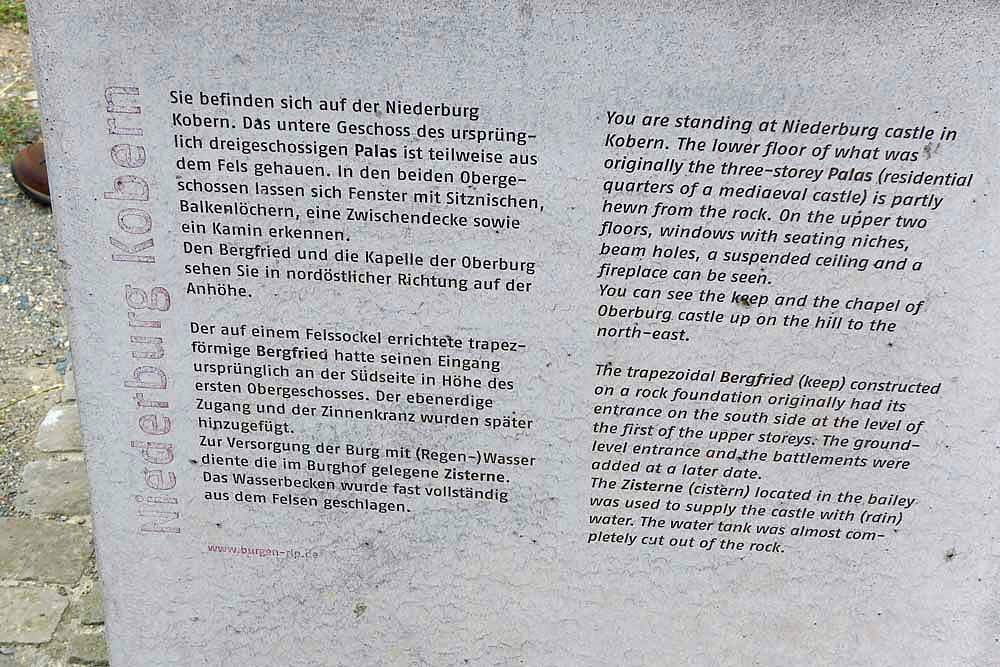 Niederburg Kobern
Sie befinden sich auf der Niederburg
Kobern. Das untere Geschoss des ursprüng-
lich dreigeschossigen Palas ist teilweise aus
dem Fels gehauen. In den beiden Oberge-
schossen lassen sich Fenster mit Sitznischen,
Balkenlöchern, eine Zwischendecke sowie
ein Kamin erkennen.
Den Bergfried und die Kapelle der Oberburg
sehen Sie in nordöstlicher Richtung auf der
Anhöhe.
Der auf einem Felssockel errichtete trapez-
förmige Bergfried hatte seinen Eingang
ursprünglich an der Südseite in Höhe des
ersten Obergeschosses. Der ebenerdige
Zugang und der Zinnenkranz wurden später
hinzugefügt.
Zur Versorgung der Burg mit (Regen-)Wasser
diente die im Burghof gelegene Zisterne.
Das Wasserbecken wurde fast vollständig
aus dem Felsen geschlagen.
www.burgen-rlp.de
You are standing at Niederburg castle in
Kobern. The lower floor of what was
originally the three-storey Palas (residential
quarters of a mediaeval castle) is partly
hewn from the rock. On the upper two
floors, windows with seating niches,
beam holes, a suspended ceiling and a
fireplace can be seen.
You can see the keep and the chapel of
Oberburg castle up on the hill to the
north-east.
The trapezoidal Bergfried (keep) constructed
on a rock foundation originally had its
entrance on the south side at the level of
the first of the upper storeys. The ground-
level entrance and the battlements were
added at a later date.
The Zisterne (cistern) located in the bailey
was used to supply the castle with (rain)
water. The water tank was almost com-
pletely cut out of the rock.